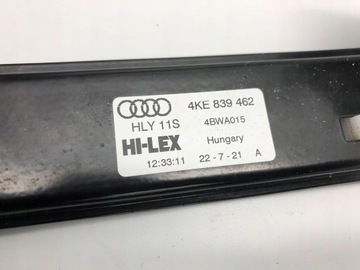 4KE 839 462
HLY 11S
4BWA015
HI-LEX
Hungary
12:33:11
22-7-21 A